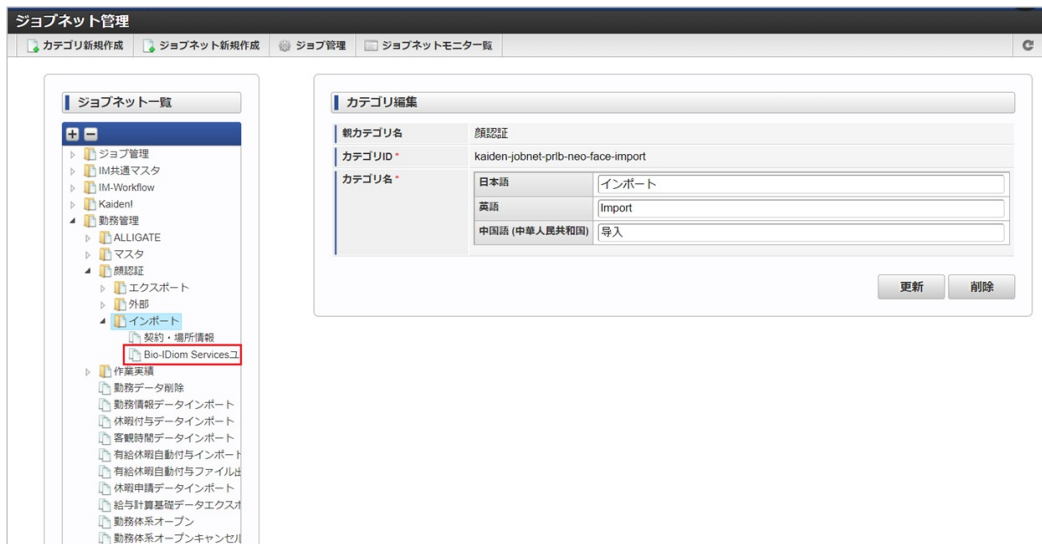 ジョブネット管理
カテゴリ新規作成 ジョブネット新規作成 ジョブ管理 ジョブネットモニタ一覧
ジョブネット一覧
ジョブ管理
IM共通マスタ
IM-Workflow
Kaiden!
勤務管理
ALLIGATE
マスタ
顔認証
エクスポート
外部
インポート
契約・場所情報
Bio-IDiom Servicesユ
作業実績
勤務データ削除
勤務情報データインポート
休暇付与データインポート
客観時間データインポート
有給休暇自動付与インポート
有給休暇自動付与ファイル出
休暇申請データインポート
給与計算基礎データエクスポ
勤務体系オープン
勤務体系オープンキャンセル
カテゴリ編集
親カテゴリ名 顔認証
カテゴリID * kaiden-jobnet-prlb-neo-face-import
カテゴリ名 * 日本語 インポート
英語 Import
中国語 (中華人民共和国) 导入
更新 削除